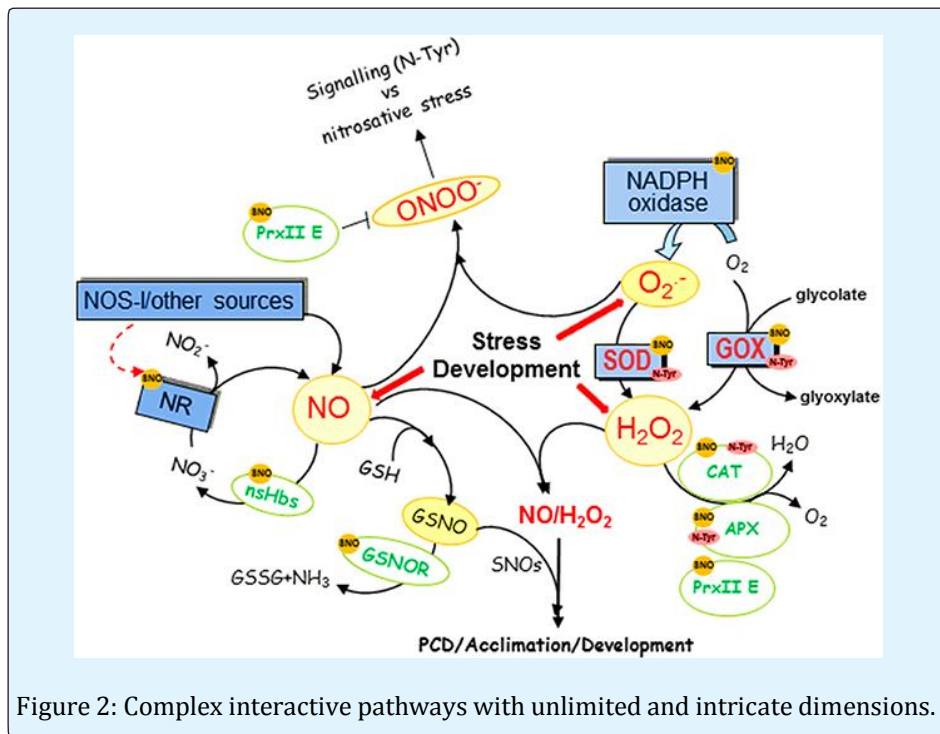 Signalling (N-Tyr)
vs
nitrosative stress
SNO
NADPH
oxidase
ONOO⁻
SNO
PrxII E
O₂
O₂·⁻
glycolate
NOS-I/other sources
Stress
Development
SNO
SOD
N-Tyr
SNO
GOX
N-Tyr
NO₂⁻
SNO
NR
NO
glyoxylate
H₂O₂
NO₃⁻
SNO
nsHbs
GSH
SNO
N-Tyr
CAT
H₂O
GSNO
NO/H₂O₂
SNO
N-Tyr
APX
O₂
SNO
GSNOR
SNOs
GSSG+NH₃
SNO
PrxII E
PCD/Acclimation/Development
Figure 2: Complex interactive pathways with unlimited and intricate dimensions.